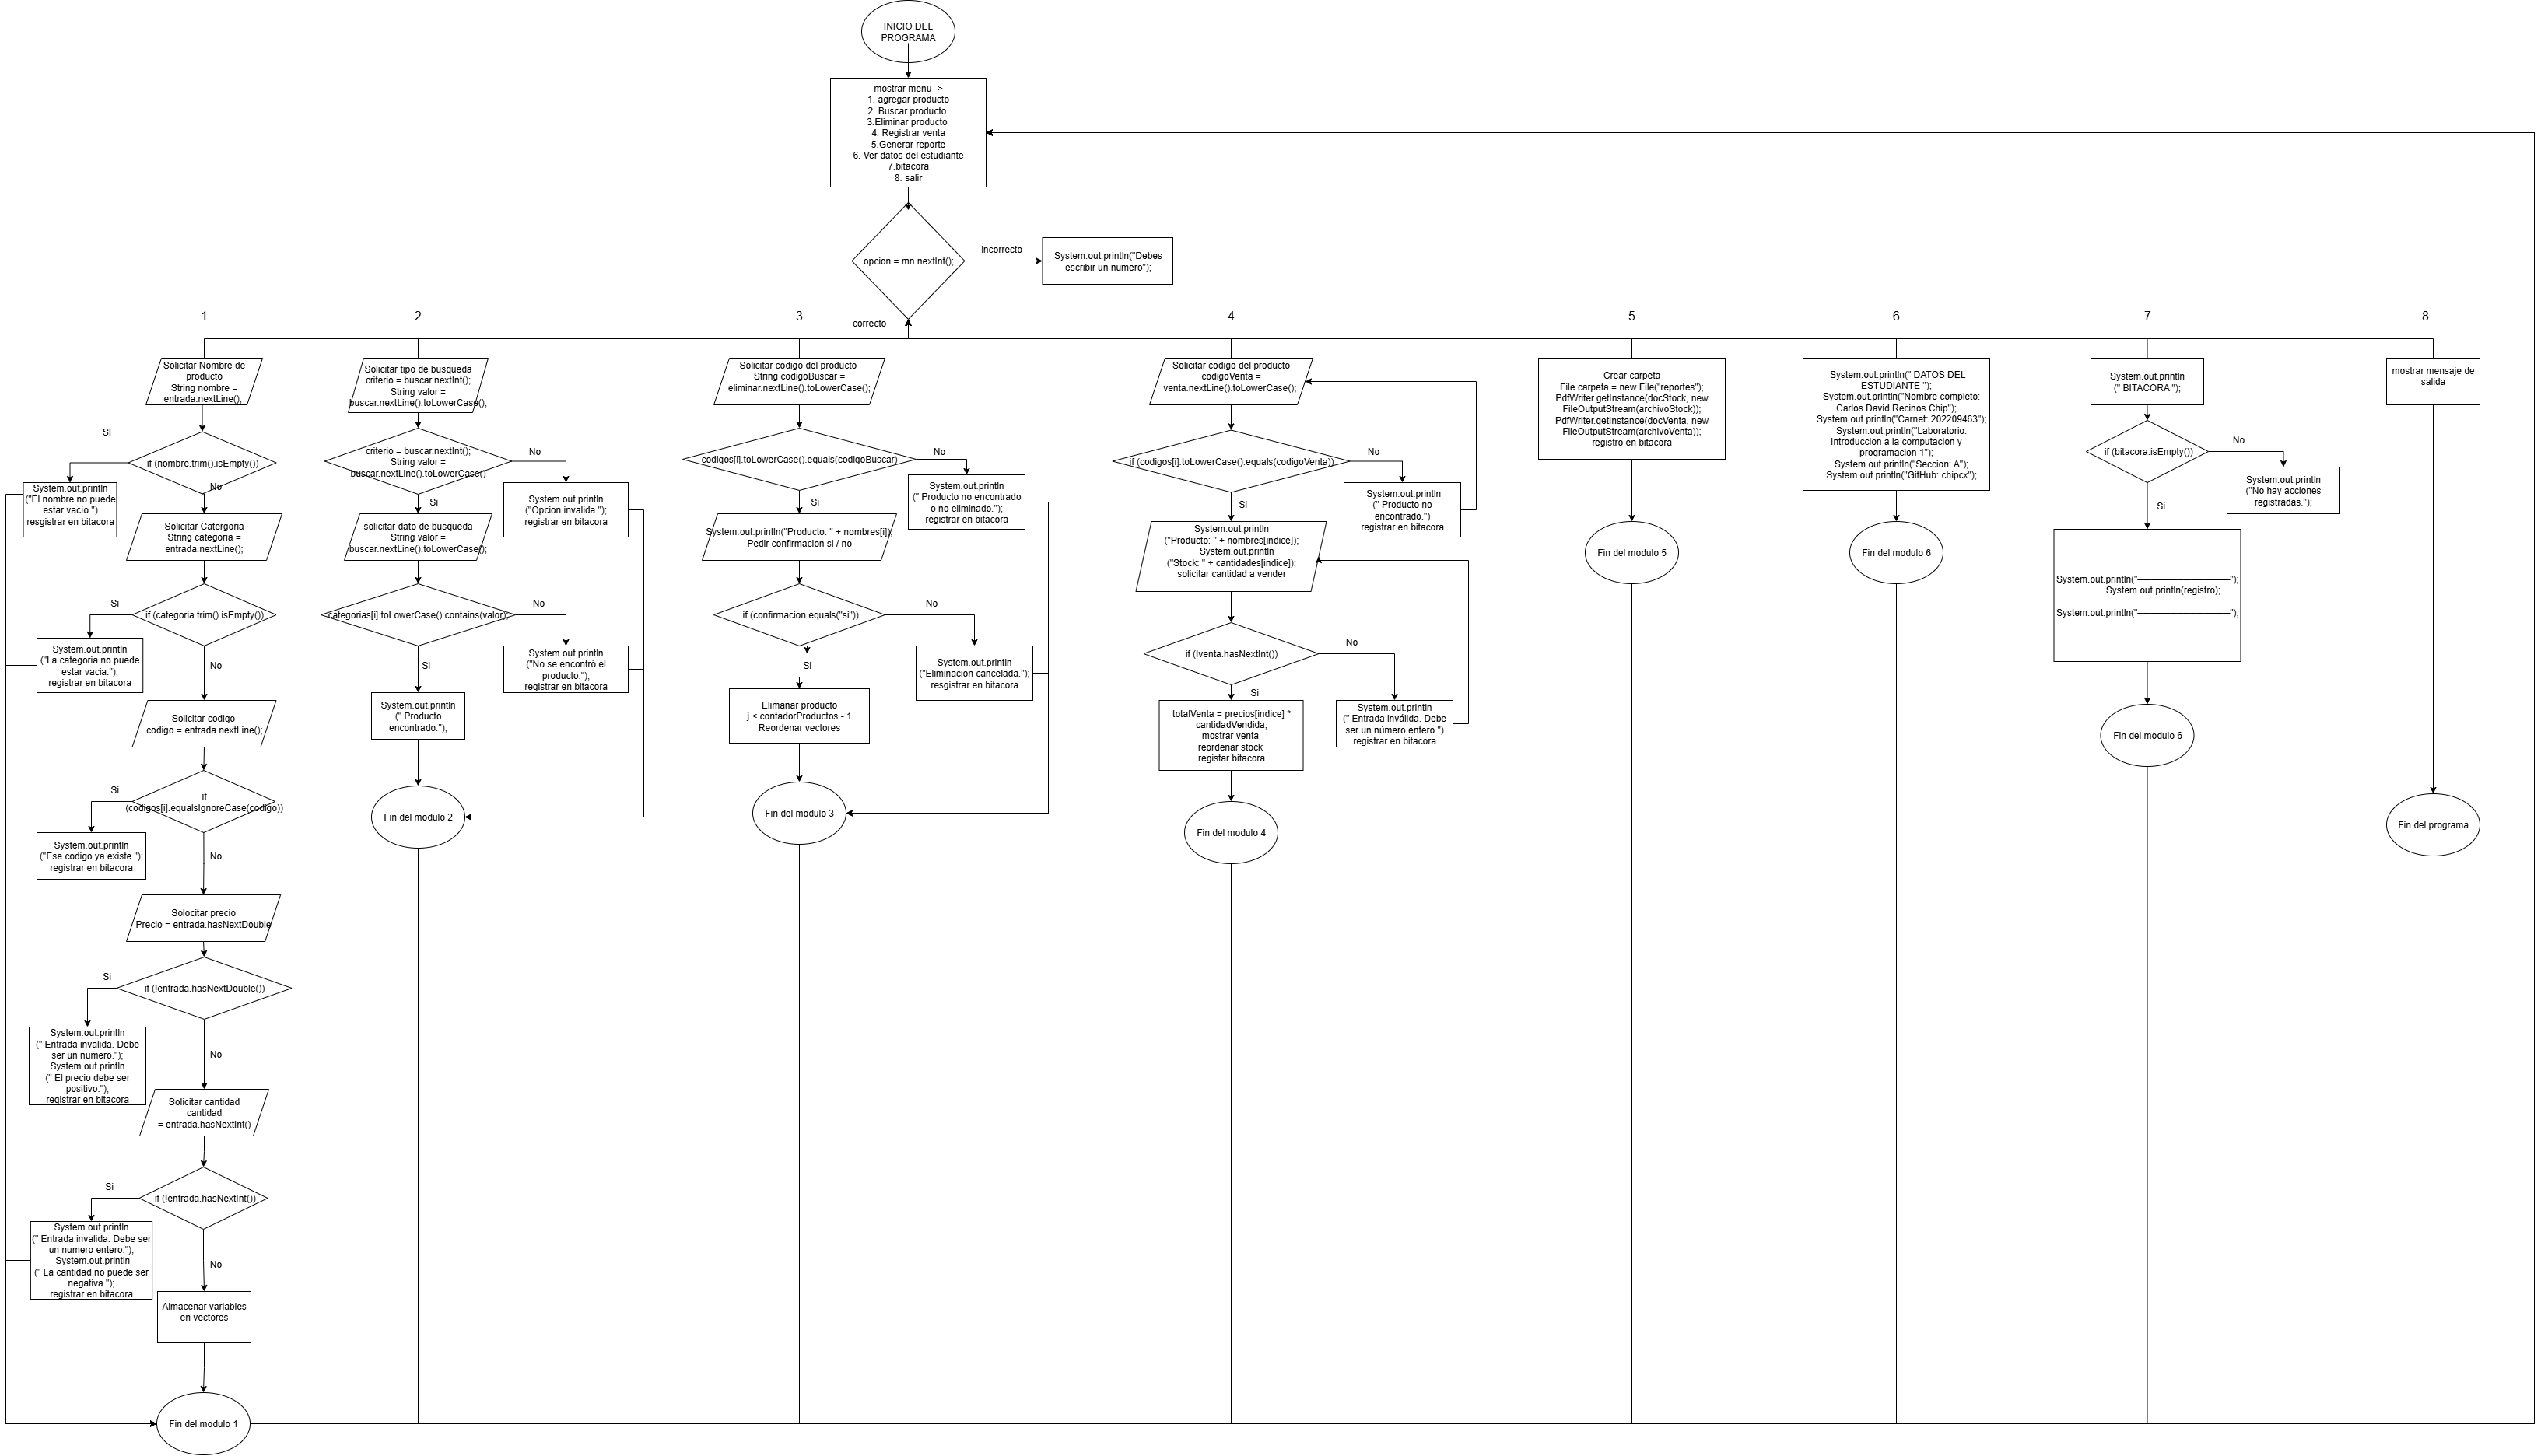 INICIO DEL
PROGRAMA
mostrar menu ->
1. agregar producto
2. Buscar producto
3.Eliminar producto
4. Registrar venta
5.Generar reporte
6. Ver datos del estudiante
7.bitacora
8. salir
opcion = mn.nextInt();
incorrecto
System.out.println("Debes
escribir un numero");
correcto
1
Solicitar Nombre de
producto
String nombre =
entrada.nextLine();
SI
if (nombre.trim().isEmpty())
No
System.out.println
("El nombre no puede
estar vacío.")
resgistrar en bitacora
Solicitar Catergoria
String categoria =
entrada.nextLine();
Si
if (categoria.trim().isEmpty())
System.out.println
("La categoria no puede
estar vacia.");
registrar en bitacora
No
Solicitar codigo
codigo = entrada.nextLine();
Si
if
(codigos[i].equalsIgnoreCase(codigo))
System.out.println
("Ese codigo ya existe.");
registrar en bitacora
No
Solocitar precio
Precio = entrada.hasNextDouble
Si
if (!entrada.hasNextDouble())
System.out.println
(" Entrada invalida. Debe
ser un numero.");
System.out.println
(" El precio debe ser
positivo.");
registrar en bitacora
No
Solicitar cantidad
cantidad
= entrada.hasNextInt()
Si
if (!entrada.hasNextInt())
System.out.println
(" Entrada invalida. Debe ser
un numero entero.");
System.out.println
(" La cantidad no puede ser
negativa.");
registrar en bitacora
No
Almacenar variables
en vectores
Fin del modulo 1
2
Solicitar tipo de busqueda
criterio = buscar.nextInt();
String valor =
buscar.nextLine().toLowerCase();
criterio = buscar.nextInt();
String valor =
buscar.nextLine().toLowerCase()
No
Si
System.out.println
("Opcion invalida.");
registrar en bitacora
solicitar dato de busqueda
String valor =
buscar.nextLine().toLowerCase();
categorias[i].toLowerCase().contains(valor);
No
Si
System.out.println
("No se encontró el
producto.");
registrar en bitacora
System.out.println
(" Producto
encontrado:");
Fin del modulo 2
3
Solicitar codigo del producto
String codigoBuscar =
eliminar.nextLine().toLowerCase();
codigos[i].toLowerCase().equals(codigoBuscar)
No
Si
System.out.println
(" Producto no encontrado
o no eliminado.");
registrar en bitacora
System.out.println("Producto: " + nombres[i]);
Pedir confirmacion si / no
if (confirmacion.equals("si"))
No
Si
System.out.println
("Eliminacion cancelada.");
resgistrar en bitacora
Elimanar producto
j < contadorProductos - 1
Reordenar vectores
Fin del modulo 3
4
Solicitar codigo del producto
codigoVenta =
venta.nextLine().toLowerCase();
if (codigos[i].toLowerCase().equals(codigoVenta))
No
Si
System.out.println
(" Producto no
encontrado.")
registrar en bitacora
System.out.println
("Producto: " + nombres[indice]);
System.out.println
("Stock: " + cantidades[indice]);
solicitar cantidad a vender
if (!venta.hasNextInt())
No
Si
System.out.println
(" Entrada inválida. Debe
ser un número entero.")
registrar en bitacora
totalVenta = precios[indice] *
cantidadVendida;
mostrar venta
reordenar stock
registar bitacora
Fin del modulo 4
5
Crear carpeta
File carpeta = new File("reportes");
PdfWriter.getInstance(docStock, new
FileOutputStream(archivoStock));
PdfWriter.getInstance(docVenta, new
FileOutputStream(archivoVenta));
registro en bitacora
Fin del modulo 5
6
System.out.println(" DATOS DEL
ESTUDIANTE ");
System.out.println("Nombre completo:
Carlos David Recinos Chip");
System.out.println("Carnet: 202209463");
System.out.println("Laboratorio:
Introduccion a la computacion y
programacion 1");
System.out.println("Seccion: A");
System.out.println("GitHub: chipcx");
Fin del modulo 6
7
System.out.println
(" BITACORA ");
if (bitacora.isEmpty())
No
Si
System.out.println
("No hay acciones
registradas.");
System.out.println("——————————");
System.out.println(registro);
System.out.println("——————————");
Fin del modulo 6
8
mostrar mensaje de
salida
Fin del programa